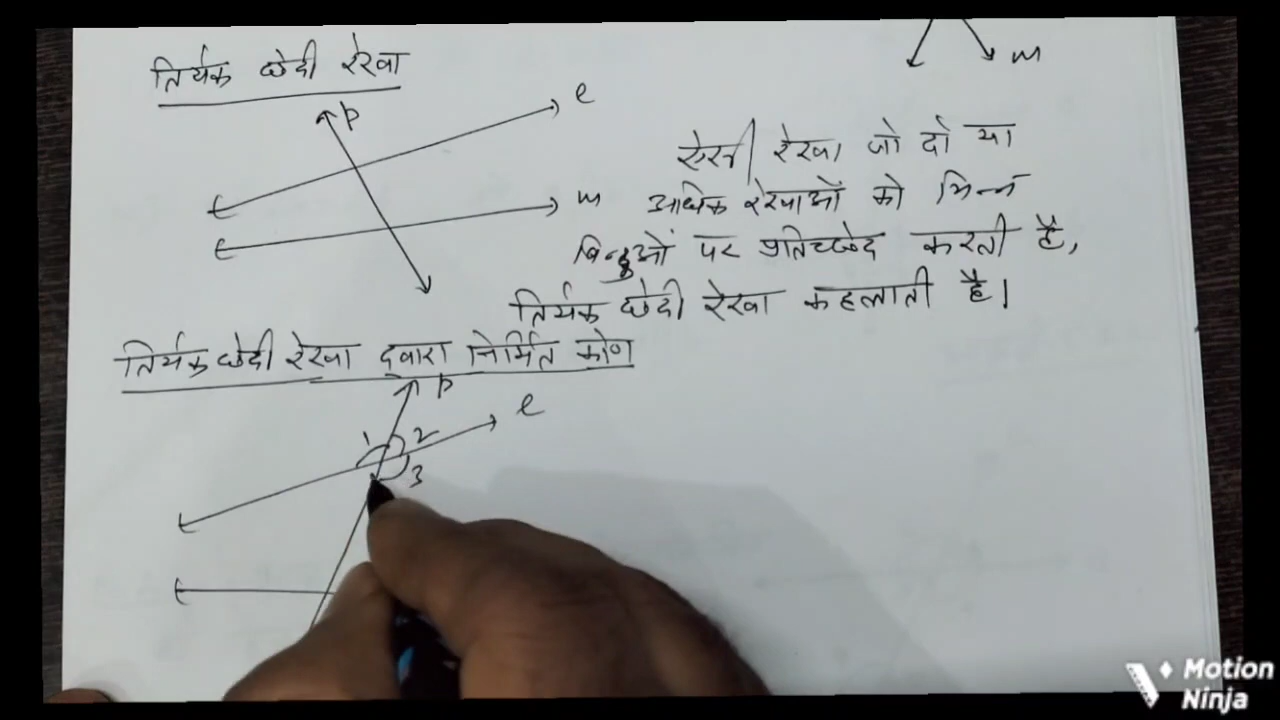 m
तिर्यक छेदी रेखा
p
l
ऐसी रेखा जो दो या
m
अधिक रेखाओं को भिन्न
बिन्दुओं पर प्रतिच्छेद करती है,
तिर्यक छेदी रेखा कहलाती है।
तिर्यक छेदी रेखा द्वारा निर्मित कोण
p
l
1 2
3
Motion
Ninja